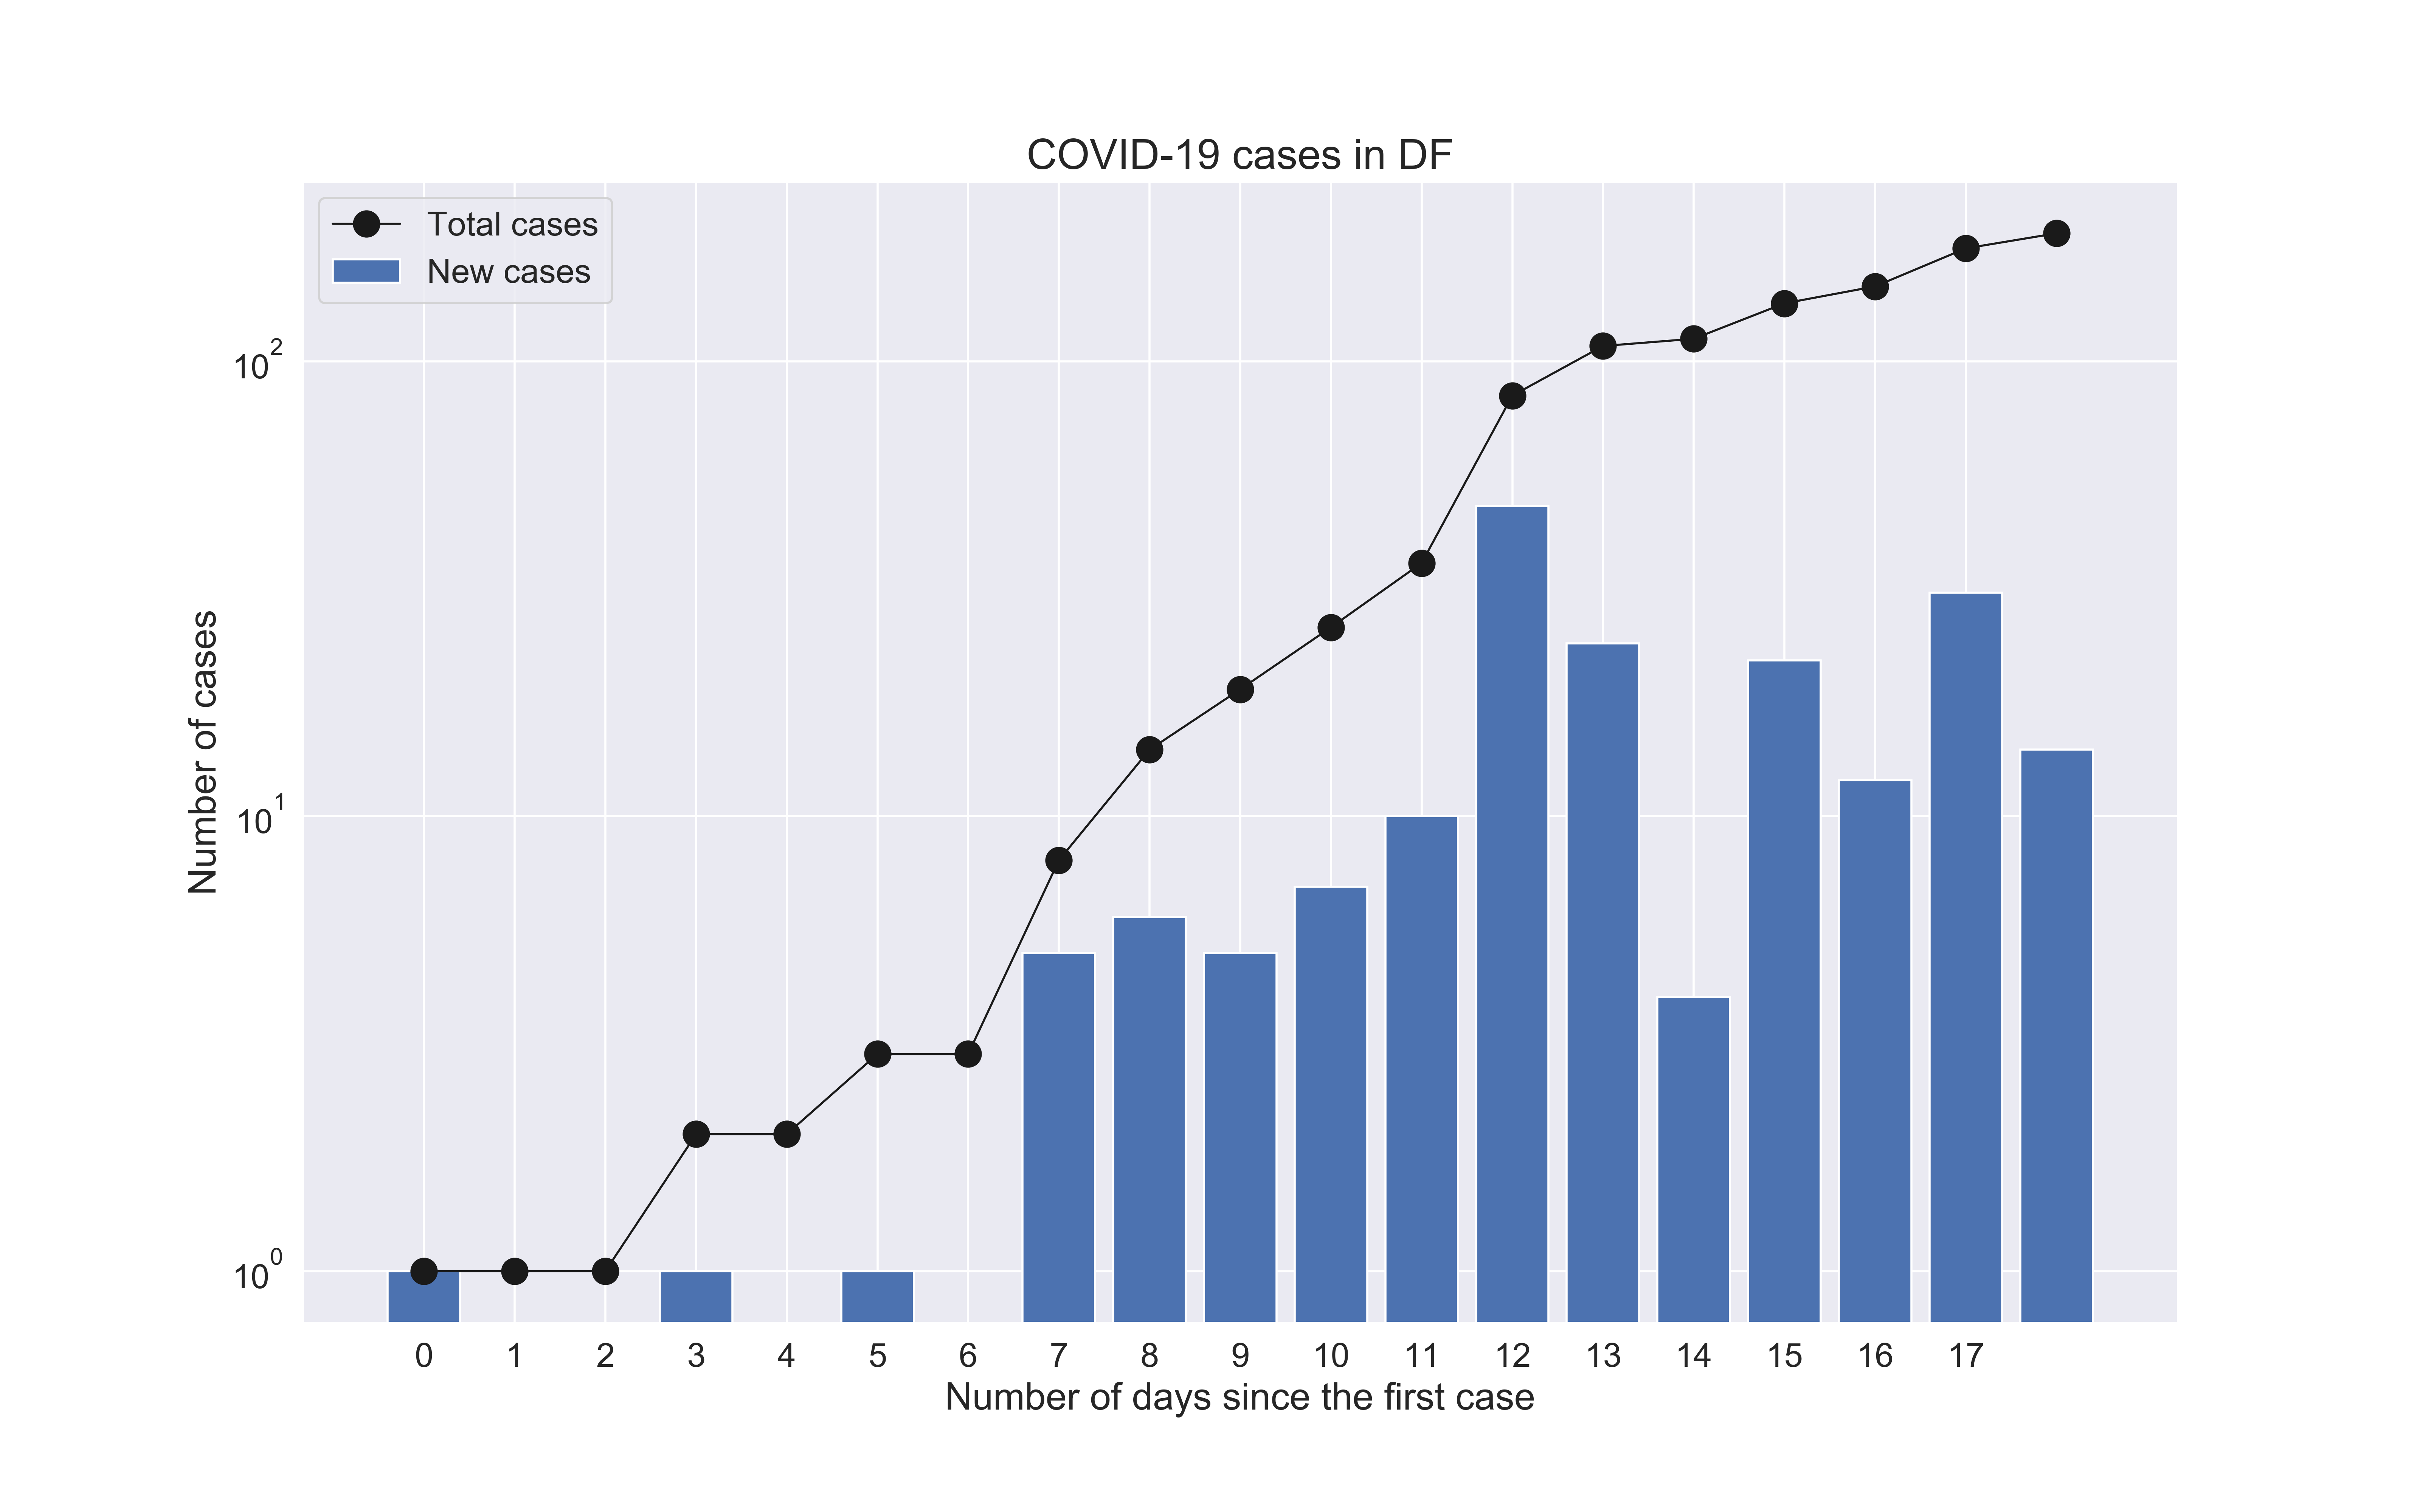 COVID-19 cases in DF
Total cases
New cases
Number of cases
10²
10¹
10⁰
0 1 2 3 4 5 6 7 8 9 10 11 12 13 14 15 16 17
Number of days since the first case